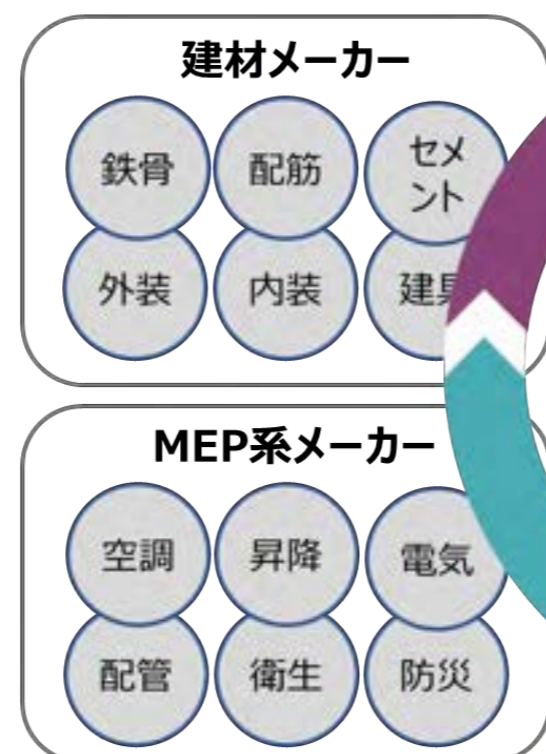 建材メーカー
鉄骨
配筋
セメ
ント
外装
内装
建具
MEP系メーカー
空調
昇降
電気
配管
衛生
防災